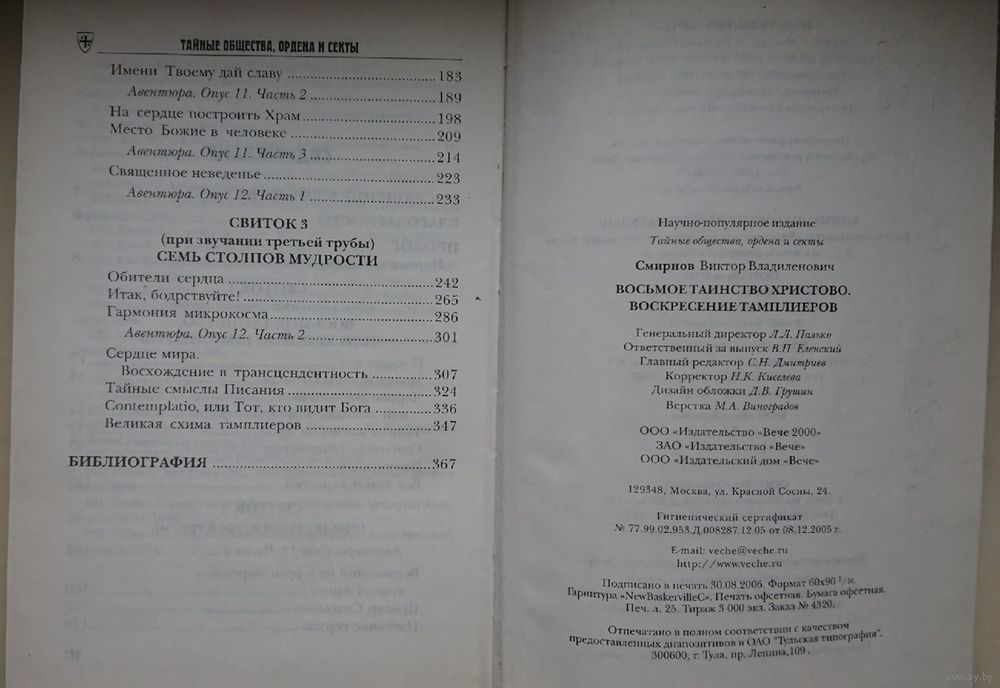 ТАЙНЫЕ ОБЩЕСТВА, ОРДЕНА И СЕКТЫ
Имени Твоему дай славу ........ 183
Авентюра. Опус 11. Часть 2 ........ 189
На сердце построить Храм ........ 198
Место Божие в человеке ........ 209
Авентюра. Опус 11. Часть 3 ........ 214
Священное неведенье ........ 223
Авентюра. Опус 12. Часть 1 ........ 233
СВИТОК 3
(при звучании третьей трубы)
СЕМЬ СТОЛПОВ МУДРОСТИ
Обители сердца ........ 242
Итак, бодрствуйте! ........ 265
Гармония микрокосма ........ 286
Авентюра. Опус 12. Часть 2 ........ 301
Сердце мира.
Восхождение в трансцендентность ........ 307
Тайные смыслы Писания ........ 324
Contemplatio, или Тот, кто видит Бога ........ 336
Великая схима тамплиеров ........ 347
БИБЛИОГРАФИЯ ........ 367
Научно-популярное издание
Тайные общества, ордена и секты
Смирнов Виктор Владиленович
ВОСЬМОЕ ТАИНСТВО ХРИСТОВО.
ВОСКРЕСЕНИЕ ТАМПЛИЕРОВ
Генеральный директор Л.Л. Палько
Ответственный за выпуск В.П. Еленский
Главный редактор С.Н. Дмитриев
Корректор Н.К. Киселева
Дизайн обложки Д.В. Грушин
Верстка М.А. Виноградов
ООО «Издательство «Вече 2000»
ЗАО «Издательство «Вече»
ООО «Издательский дом «Вече»
129348, Москва, ул. Красной Сосны, 24.
Гигиенический сертификат
№ 77.99.02.953.Д.008287.12.05 от 08.12.2005 г.
E-mail: veche@veche.ru
http://www.veche.ru
Подписано в печать 30.08.2006. Формат 60х90 1/16.
Гарнитура «NewBaskervilleC». Печать офсетная. Бумага офсетная.
Печ. л. 25. Тираж 3 000 экз. Заказ № 4320.
Отпечатано в полном соответствии с качеством
предоставленных диапозитивов в ОАО "Тульская типография".
300600, г. Тула, пр. Ленина,109 .
www.ay.by